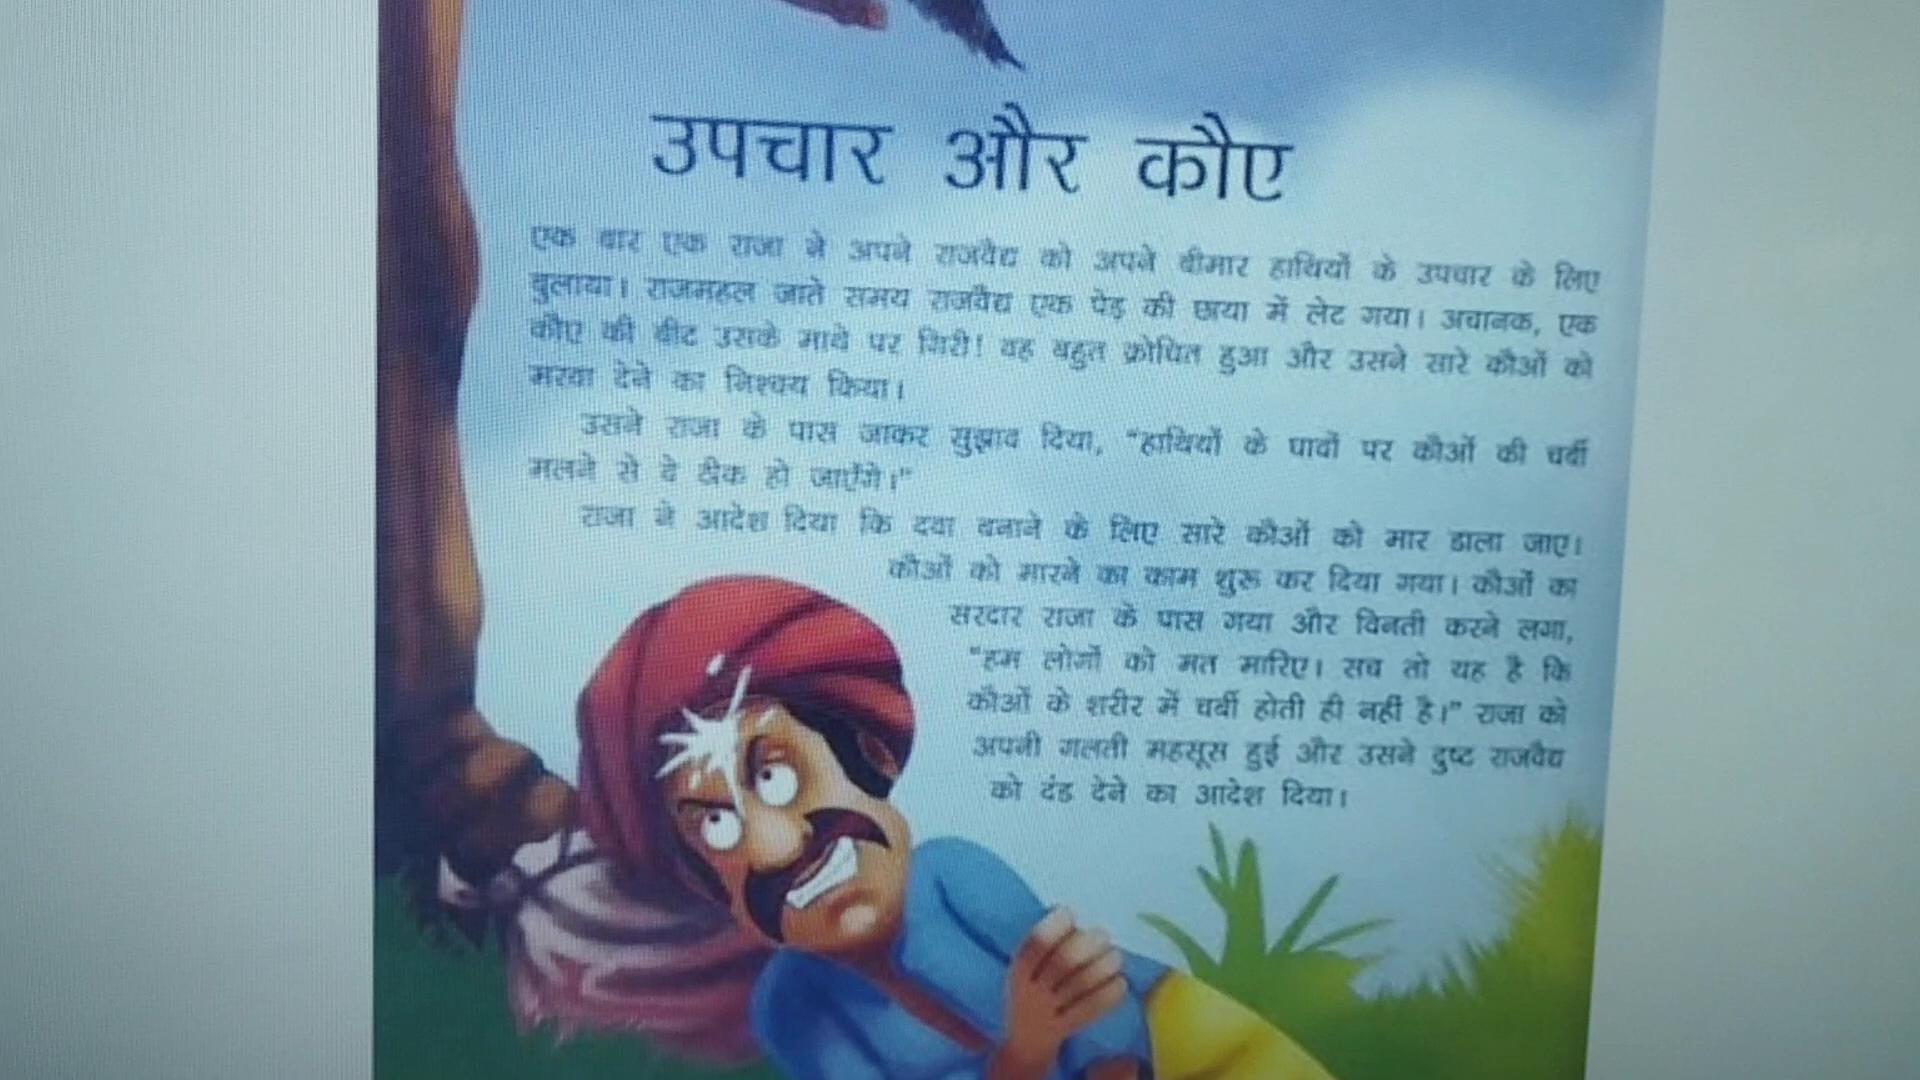 उपचार और कौए
एक बार एक राजा ने अपने राजवैद्य को अपने बीमार हाथियों के उपचार के लिए
बुलाया। राजमहल जाते समय राजवैद्य एक पेड़ की छाया में लेट गया। अचानक, एक
कौए की बीट उसके माथे पर गिरी! वह बहुत क्रोधित हुआ और उसने सारे कौओं को
मरवा देने का निश्चय किया।
उसने राजा के पास जाकर सुझाव दिया, “हाथियों के घावों पर कौओं की चर्बी
मलने से वे ठीक हो जाएँगे।”
राजा ने आदेश दिया कि दवा बनाने के लिए सारे कौओं को मार डाला जाए।
कौओं को मारने का काम शुरू कर दिया गया। कौओं का
सरदार राजा के पास गया और विनती करने लगा,
“हम लोगों को मत मारिए। सच तो यह है कि
कौओं के शरीर में चर्बी होती ही नहीं है।” राजा को
अपनी गलती महसूस हुई और उसने दुष्ट राजवैद्य
को दंड देने का आदेश दिया।